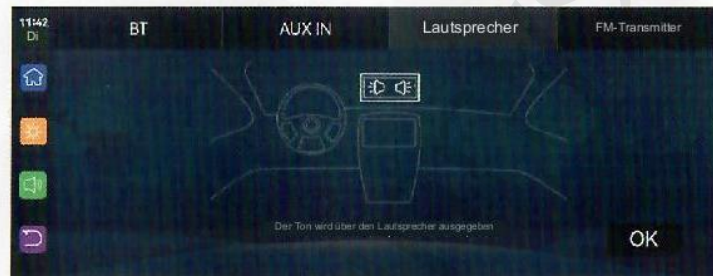 11:42
Di
BT
AUX IN
Lautsprecher
FM-Transmitter
Der Ton wird über den Lautsprecher ausgegeben
OK